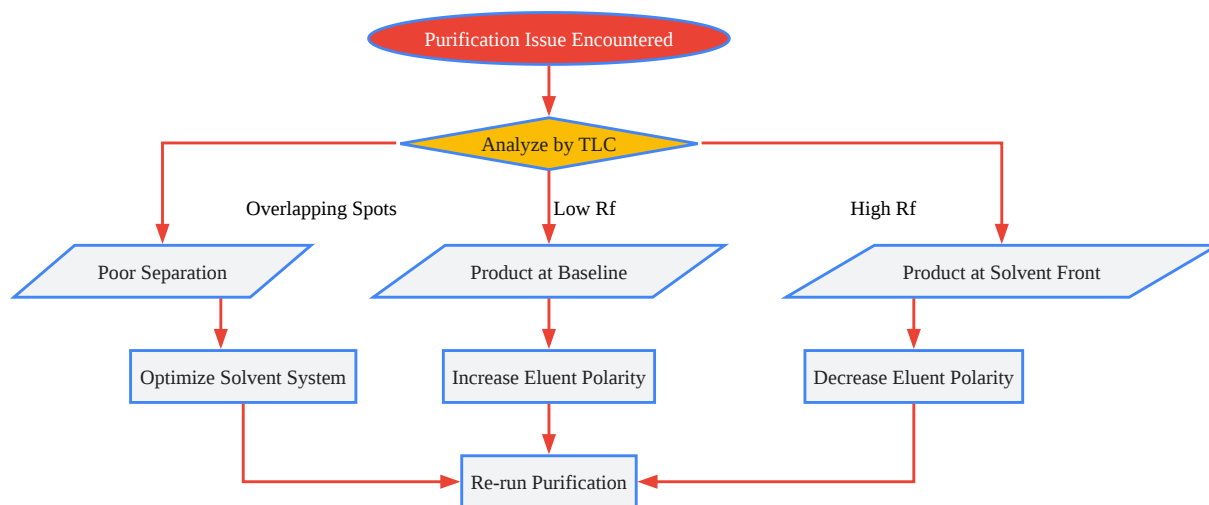 Purification Issue Encountered
Analyze by TLC
Overlapping Spots
Low Rf
High Rf
Poor Separation
Product at Baseline
Product at Solvent Front
Optimize Solvent System
Increase Eluent Polarity
Decrease Eluent Polarity
Re-run Purification